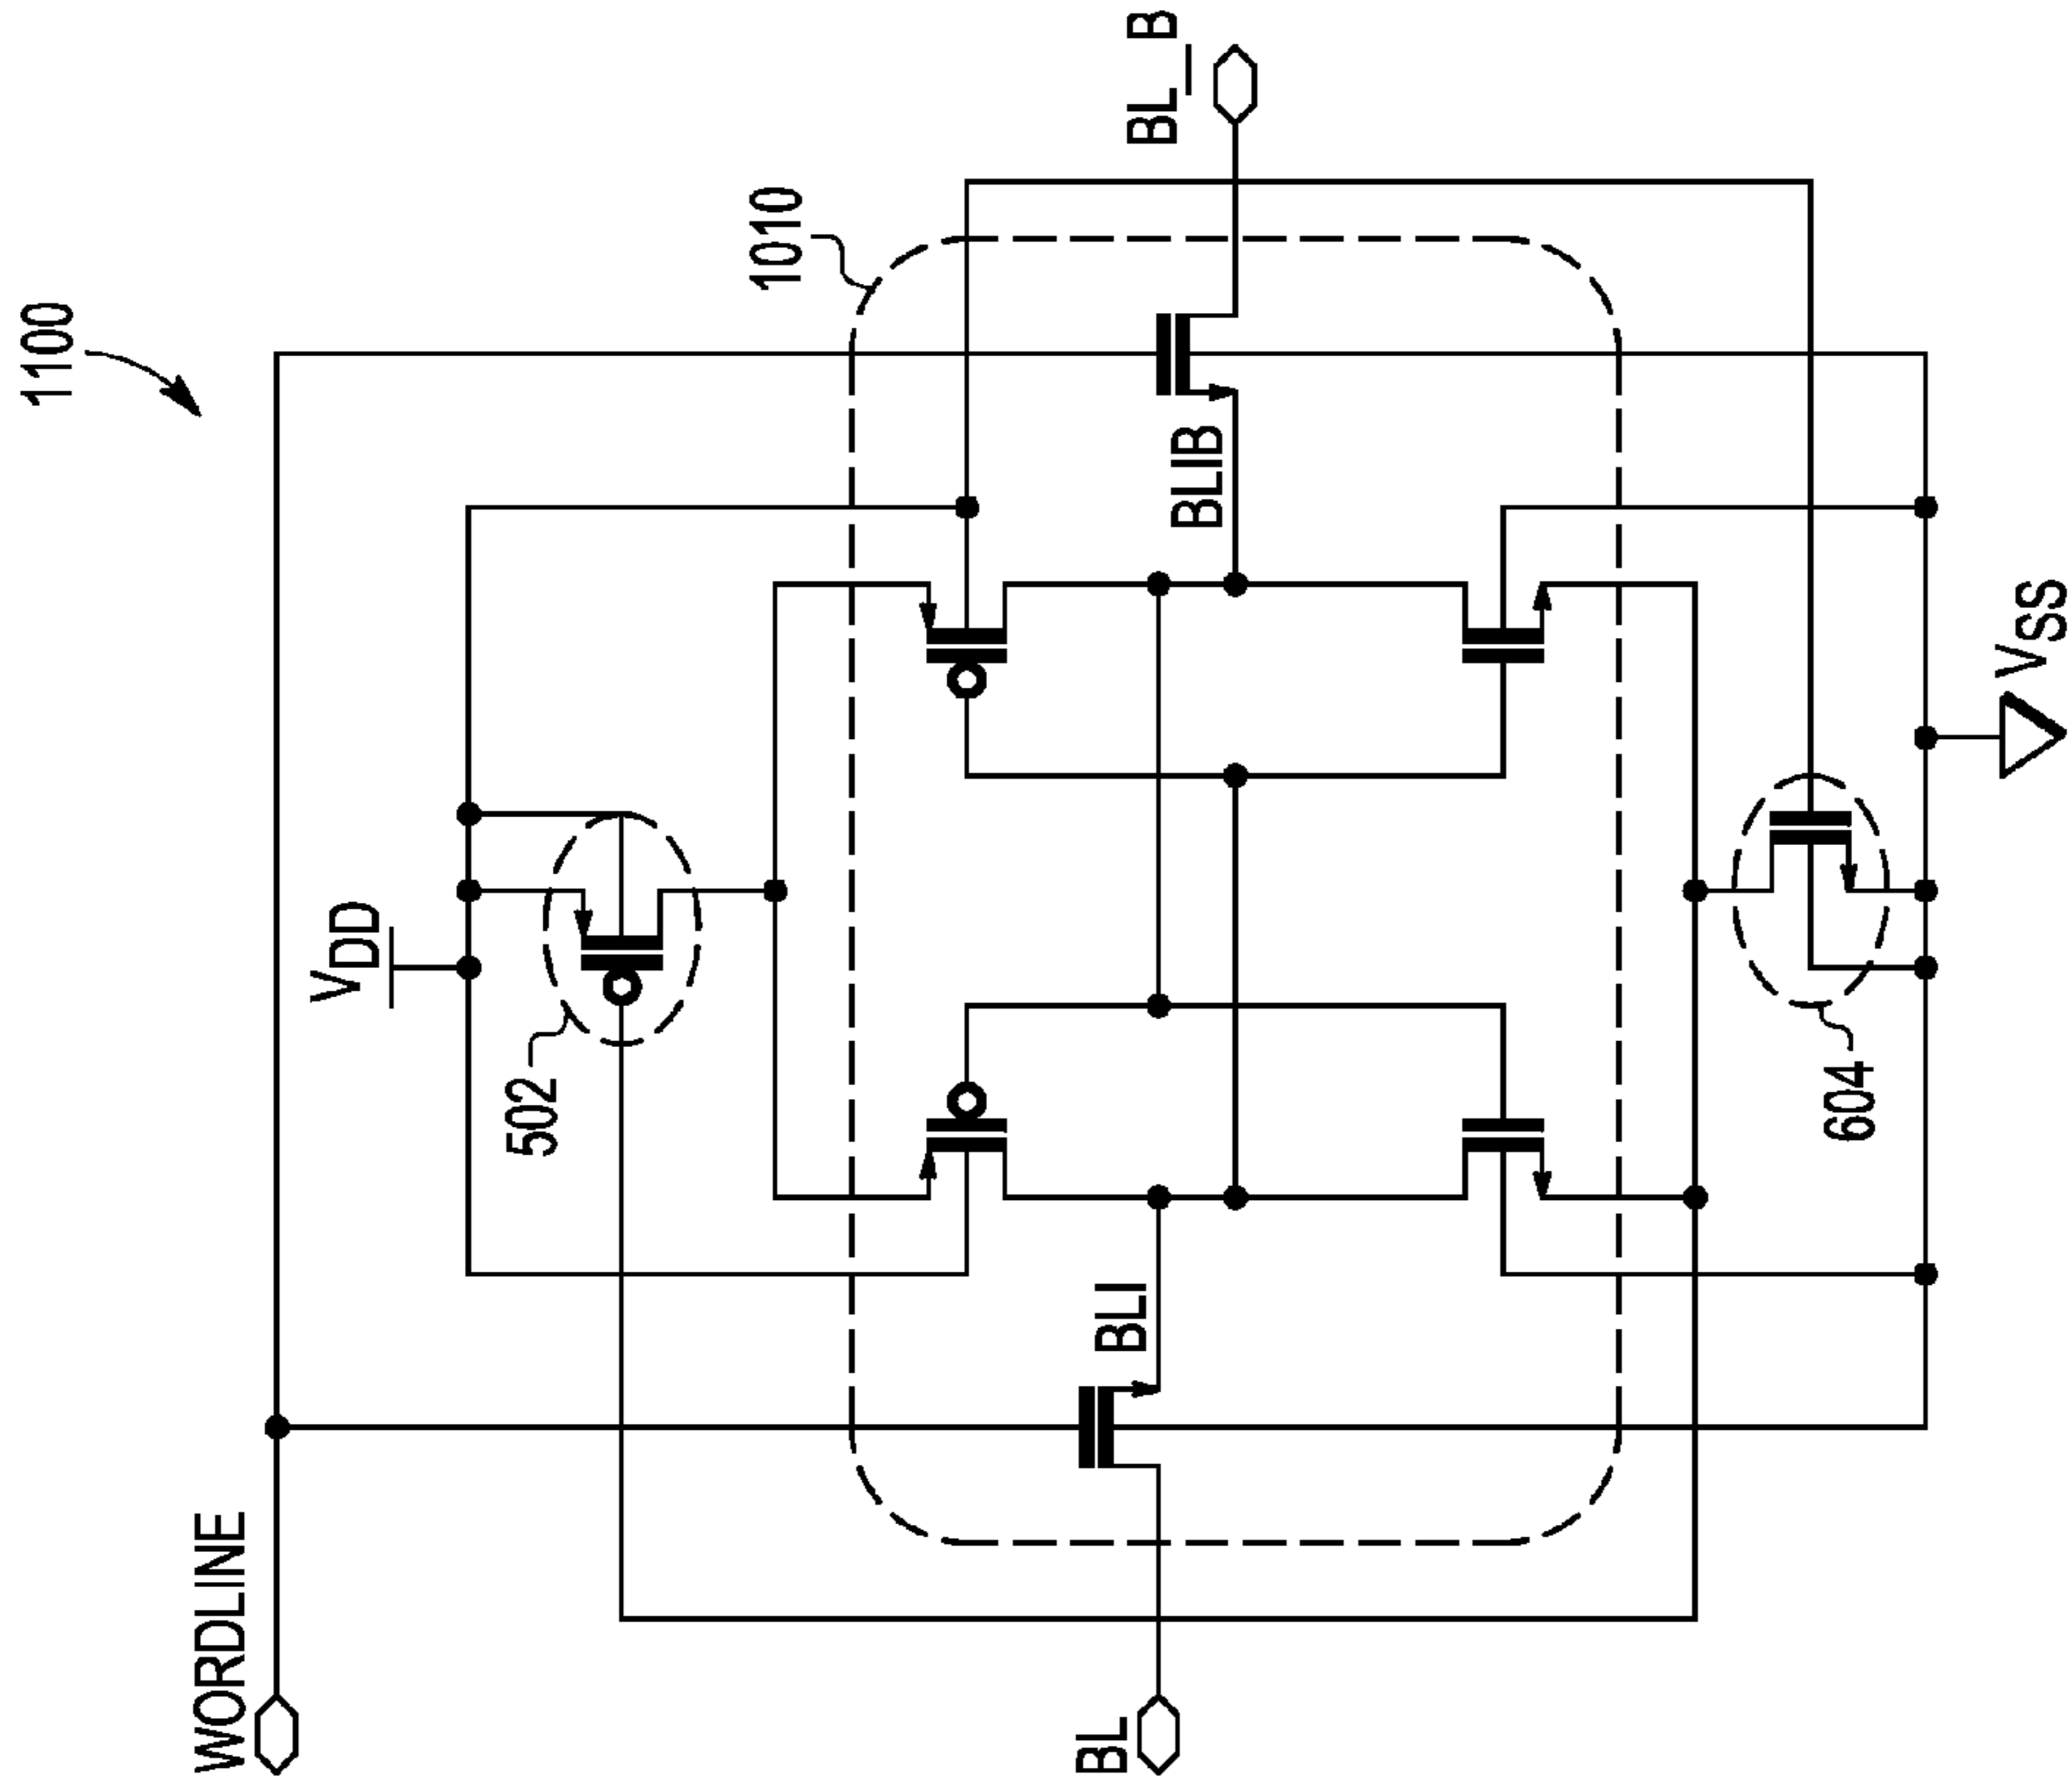 1100
WORDLINE
VDD
502
1010
BL
BLI
BLIB
BL_B
604
VSS